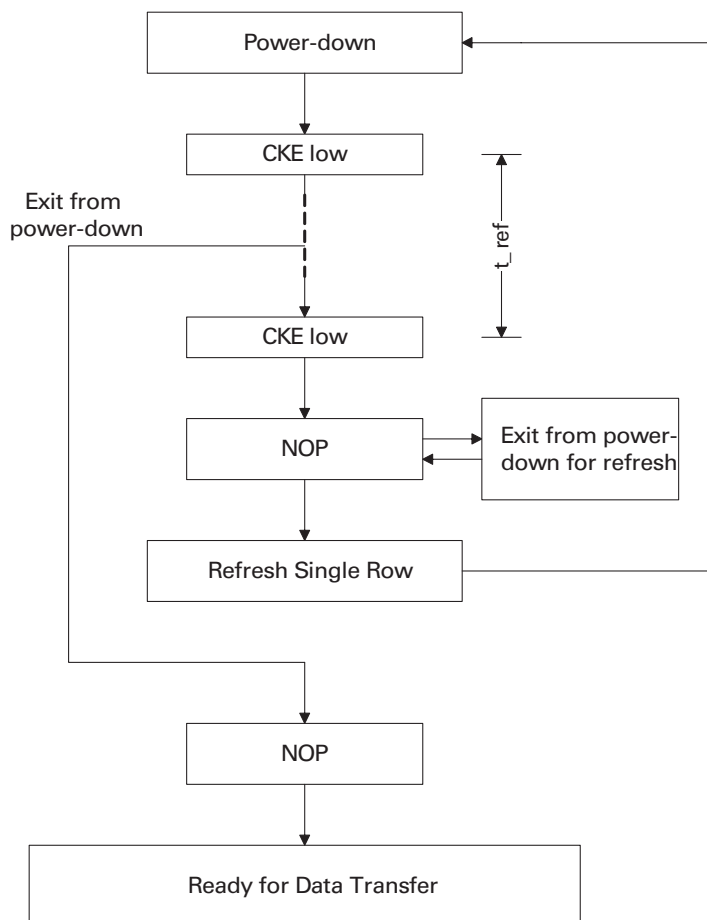 Power-down
CKE low
Exit from
power-down
t_ref
CKE low
NOP
Exit from power-
down for refresh
Refresh Single Row
NOP
Ready for Data Transfer